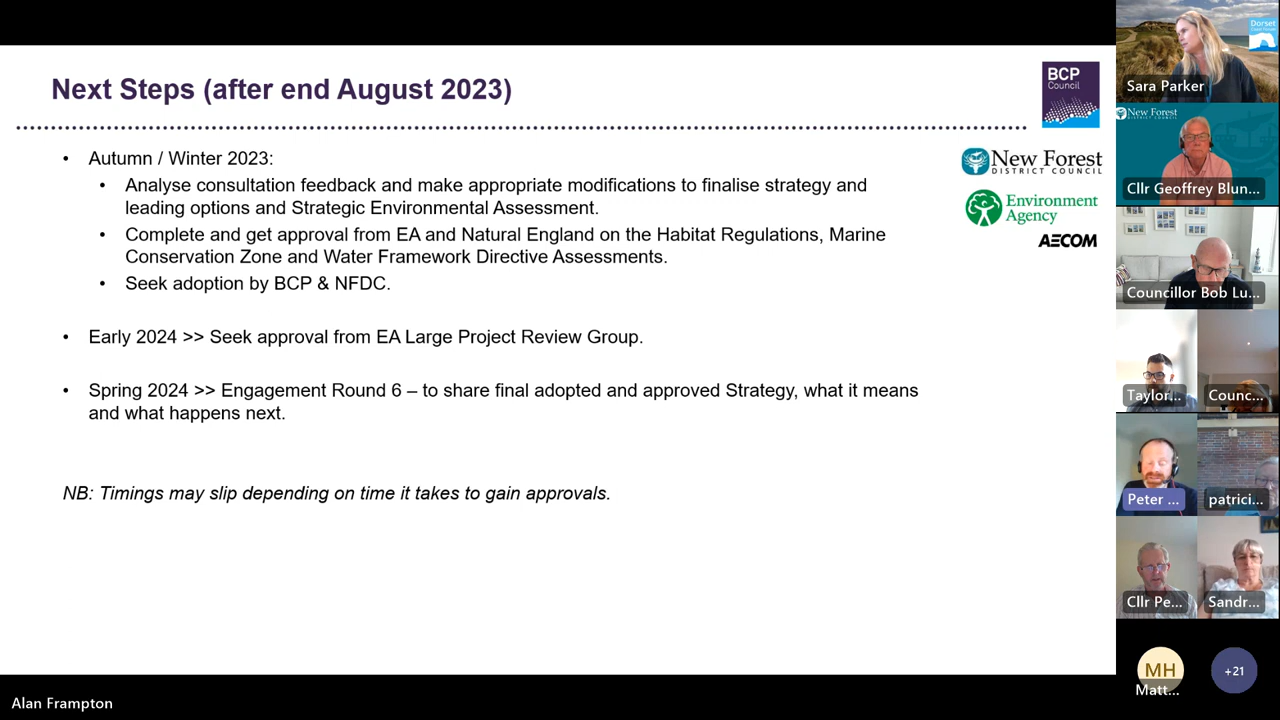 Next Steps (after end August 2023)
BCP
Council
• Autumn / Winter 2023:
• Analyse consultation feedback and make appropriate modifications to finalise strategy and
leading options and Strategic Environmental Assessment.
• Complete and get approval from EA and Natural England on the Habitat Regulations, Marine
Conservation Zone and Water Framework Directive Assessments.
• Seek adoption by BCP & NFDC.
• Early 2024 >> Seek approval from EA Large Project Review Group.
• Spring 2024 >> Engagement Round 6 – to share final adopted and approved Strategy, what it means
and what happens next.
NB: Timings may slip depending on time it takes to gain approvals.
New Forest
DISTRICT COUNCIL
Environment
Agency
AECOM
Alan Frampton
Dorset
Sara Parker
New Forest
DISTRICT COUNCIL
Cllr Geoffrey Blun...
Councillor Bob Lu...
Taylor...
Counc...
Peter ...
patrici...
Cllr Pe...
Sandr...
MH
Matt...
+21